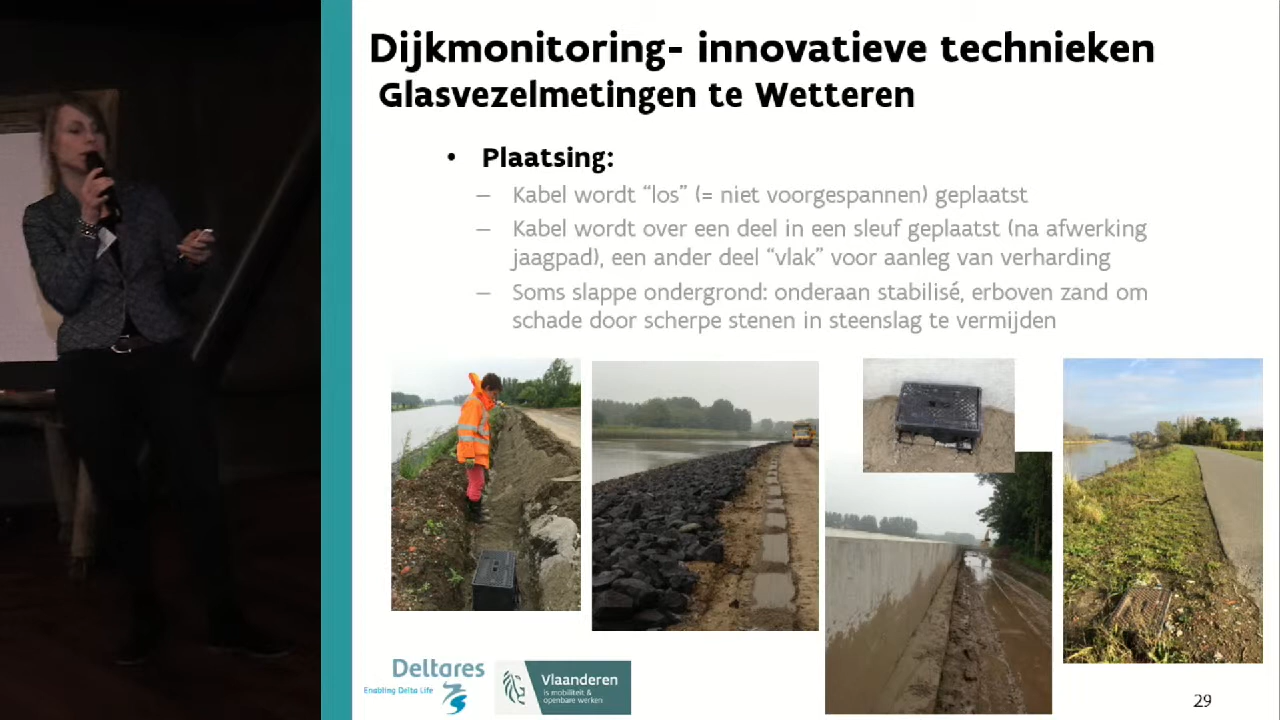 Dijkmonitoring- innovatieve technieken
Glasvezelmetingen te Wetteren
• Plaatsing:
– Kabel wordt “los” (= niet voorgespannen) geplaatst
– Kabel wordt over een deel in een sleuf geplaatst (na afwerking
jaagpad), een ander deel “vlak” voor aanleg van verharding
– Soms slappe ondergrond: onderaan stabilisé, erboven zand om
schade door scherpe stenen in steenslag te vermijden
Deltares
Enabling Delta Life
Vlaanderen
is mobiliteit &
openbare werken
29